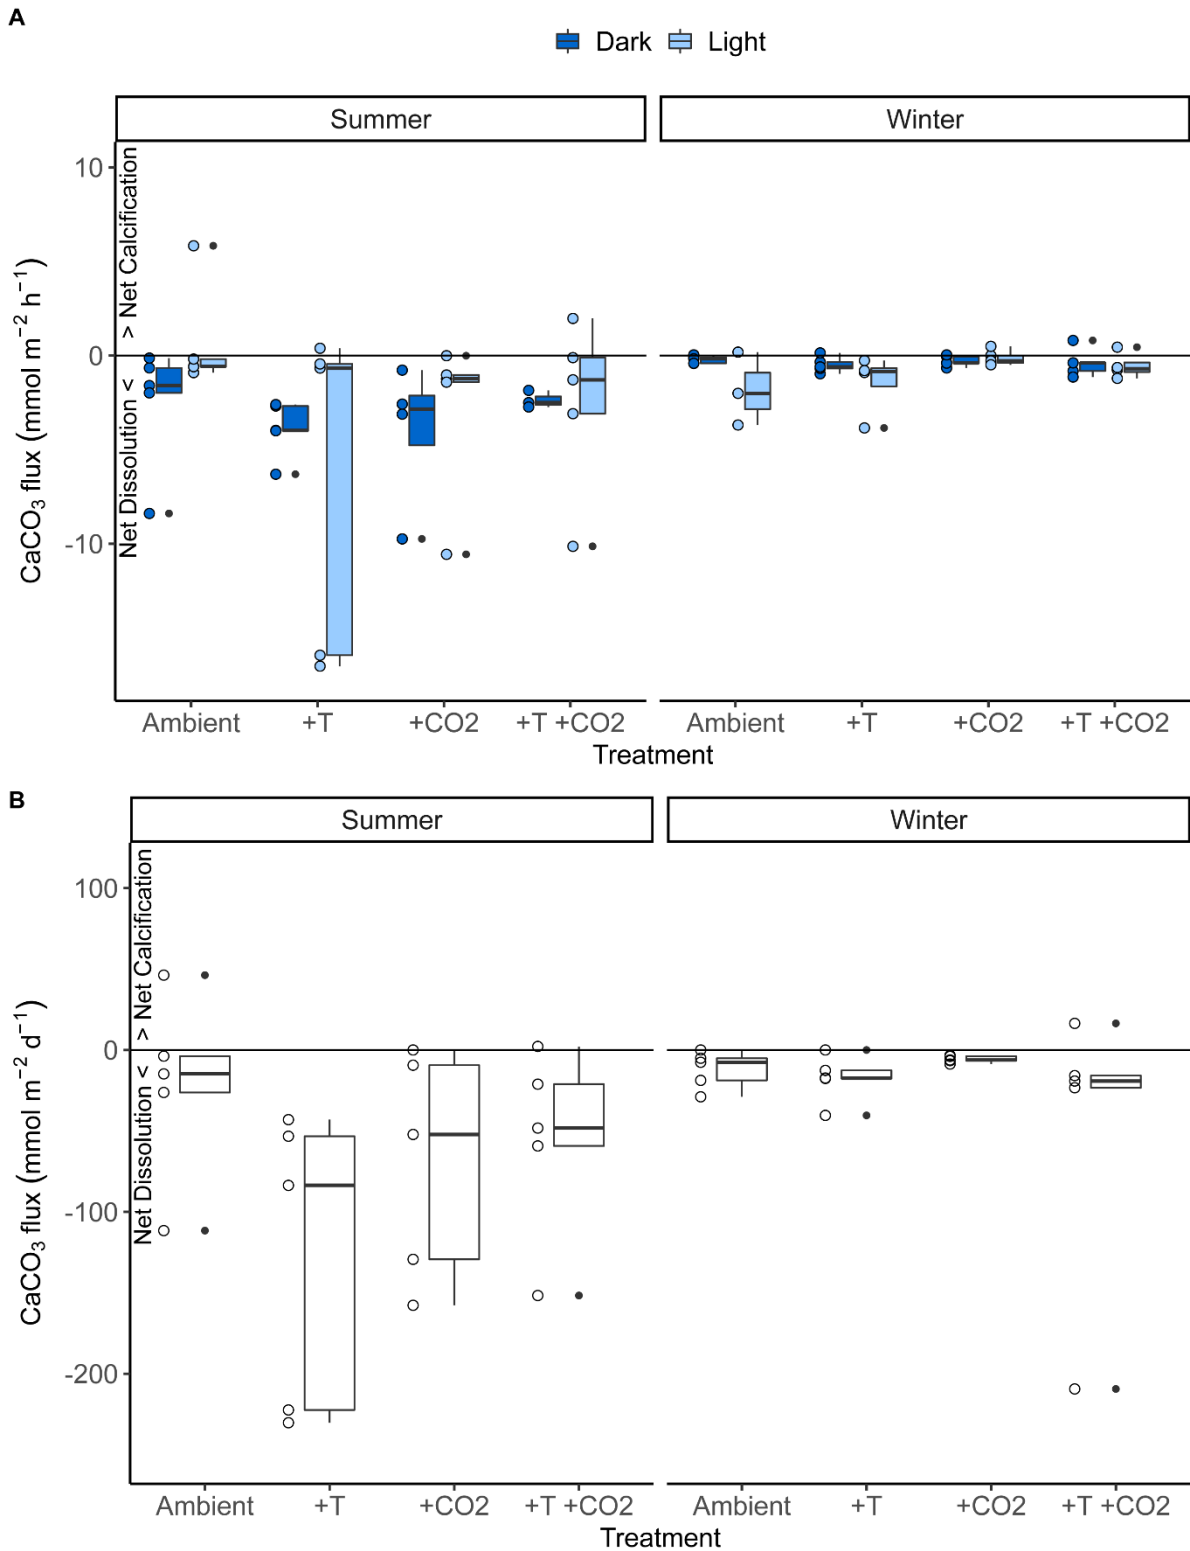 A
Dark Light
Summer Winter
CaCO₃ flux (mmol m⁻² h⁻¹)
Net Dissolution < > Net Calcification
10
0
-10
Ambient +T +CO2 +T +CO2 Ambient +T +CO2 +T +CO2
Treatment
B
Summer Winter
CaCO₃ flux (mmol m⁻² d⁻¹)
Net Dissolution < > Net Calcification
100
0
-100
-200
Ambient +T +CO2 +T +CO2 Ambient +T +CO2 +T +CO2
Treatment